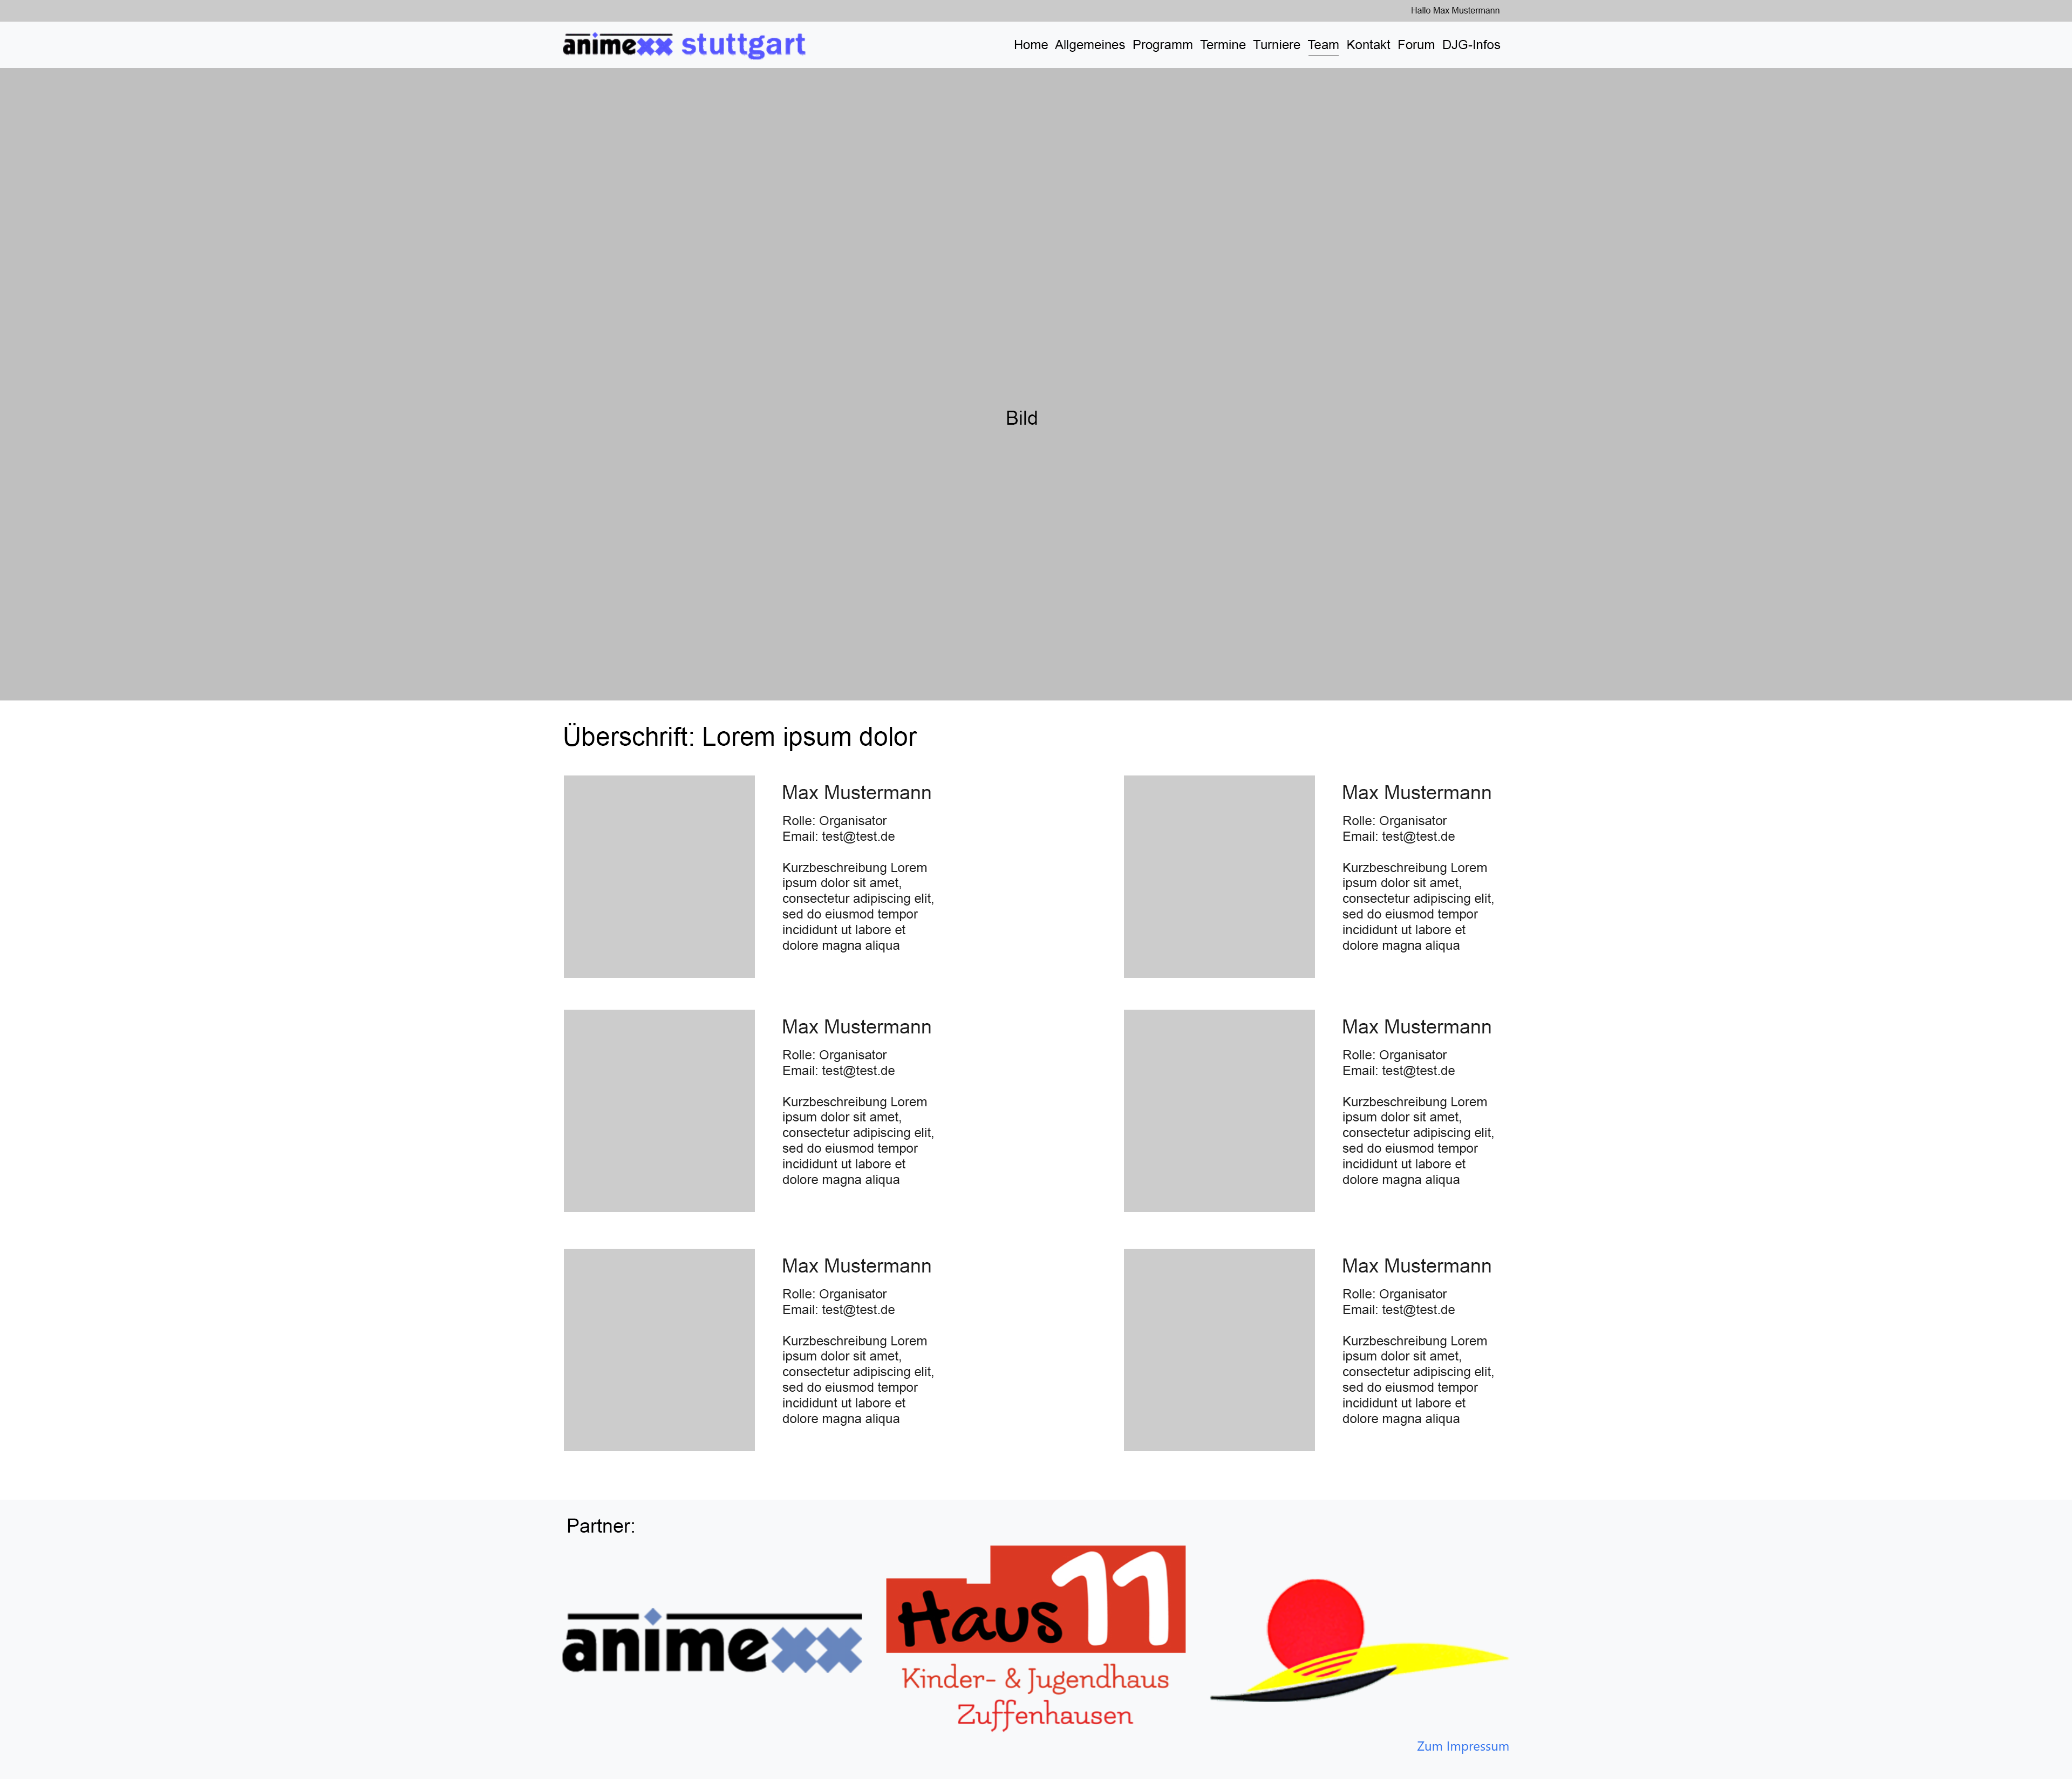 Hallo Max Mustermann
animexx stuttgart
Home Allgemeines Programm Termine Turniere Team Kontakt Forum DJG-Infos
Bild
Überschrift: Lorem ipsum dolor
Max Mustermann
Rolle: Organisator
Email: test@test.de
Kurzbeschreibung Lorem
ipsum dolor sit amet,
consectetur adipiscing elit,
sed do eiusmod tempor
incididunt ut labore et
dolore magna aliqua
Max Mustermann
Rolle: Organisator
Email: test@test.de
Kurzbeschreibung Lorem
ipsum dolor sit amet,
consectetur adipiscing elit,
sed do eiusmod tempor
incididunt ut labore et
dolore magna aliqua
Max Mustermann
Rolle: Organisator
Email: test@test.de
Kurzbeschreibung Lorem
ipsum dolor sit amet,
consectetur adipiscing elit,
sed do eiusmod tempor
incididunt ut labore et
dolore magna aliqua
Max Mustermann
Rolle: Organisator
Email: test@test.de
Kurzbeschreibung Lorem
ipsum dolor sit amet,
consectetur adipiscing elit,
sed do eiusmod tempor
incididunt ut labore et
dolore magna aliqua
Max Mustermann
Rolle: Organisator
Email: test@test.de
Kurzbeschreibung Lorem
ipsum dolor sit amet,
consectetur adipiscing elit,
sed do eiusmod tempor
incididunt ut labore et
dolore magna aliqua
Max Mustermann
Rolle: Organisator
Email: test@test.de
Kurzbeschreibung Lorem
ipsum dolor sit amet,
consectetur adipiscing elit,
sed do eiusmod tempor
incididunt ut labore et
dolore magna aliqua
Partner:
animexx
Haus 11
Kinder- & Jugendhaus
Zuffenhausen
Zum Impressum